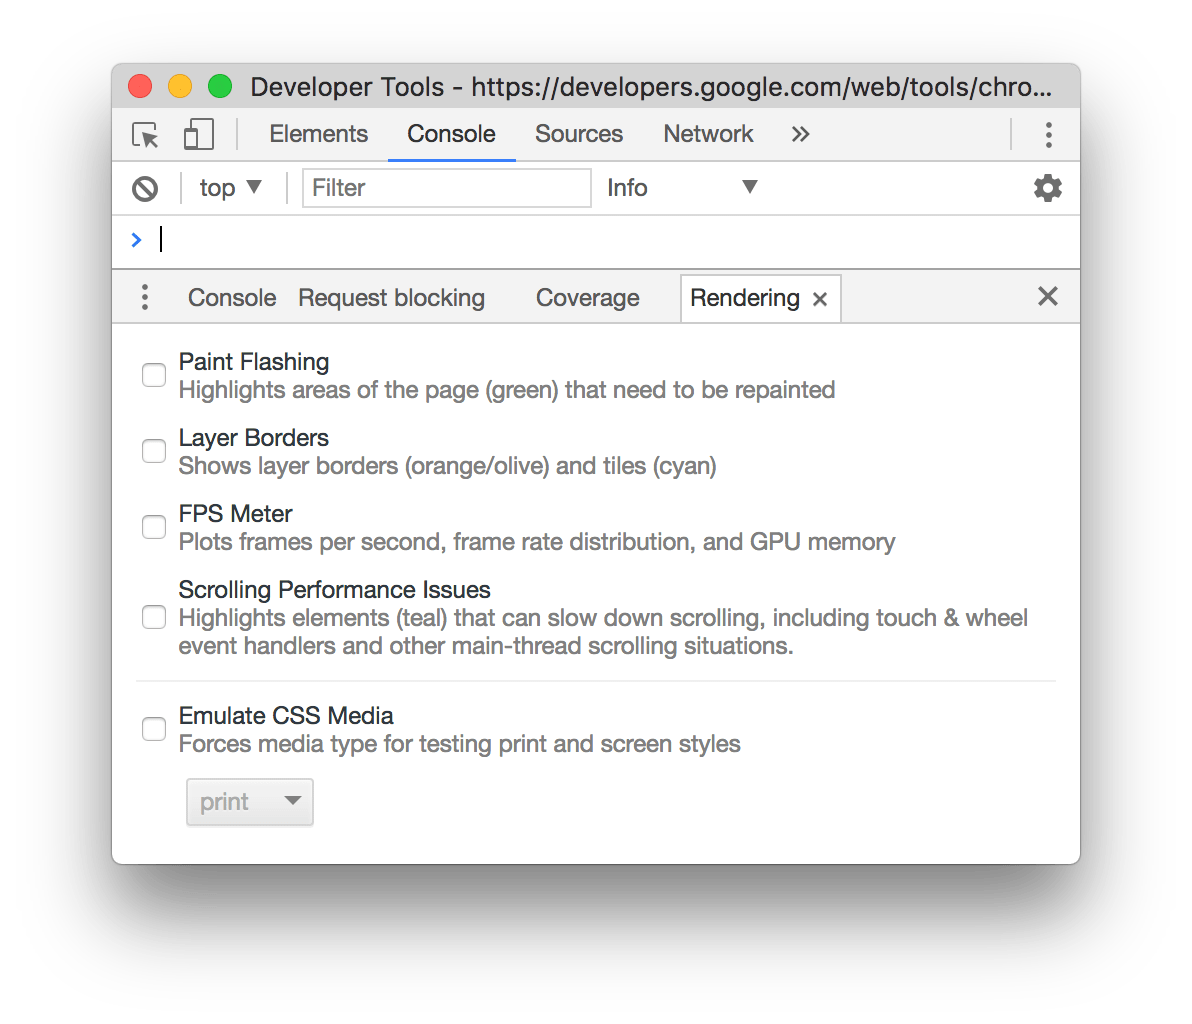 Developer Tools - https://developers.google.com/web/tools/chro...
Elements Console Sources Network »
top ▼ Filter Info ▼
>
Console Request blocking Coverage Rendering ×
Paint Flashing
Highlights areas of the page (green) that need to be repainted
Layer Borders
Shows layer borders (orange/olive) and tiles (cyan)
FPS Meter
Plots frames per second, frame rate distribution, and GPU memory
Scrolling Performance Issues
Highlights elements (teal) that can slow down scrolling, including touch & wheel
event handlers and other main-thread scrolling situations.
Emulate CSS Media
Forces media type for testing print and screen styles
print